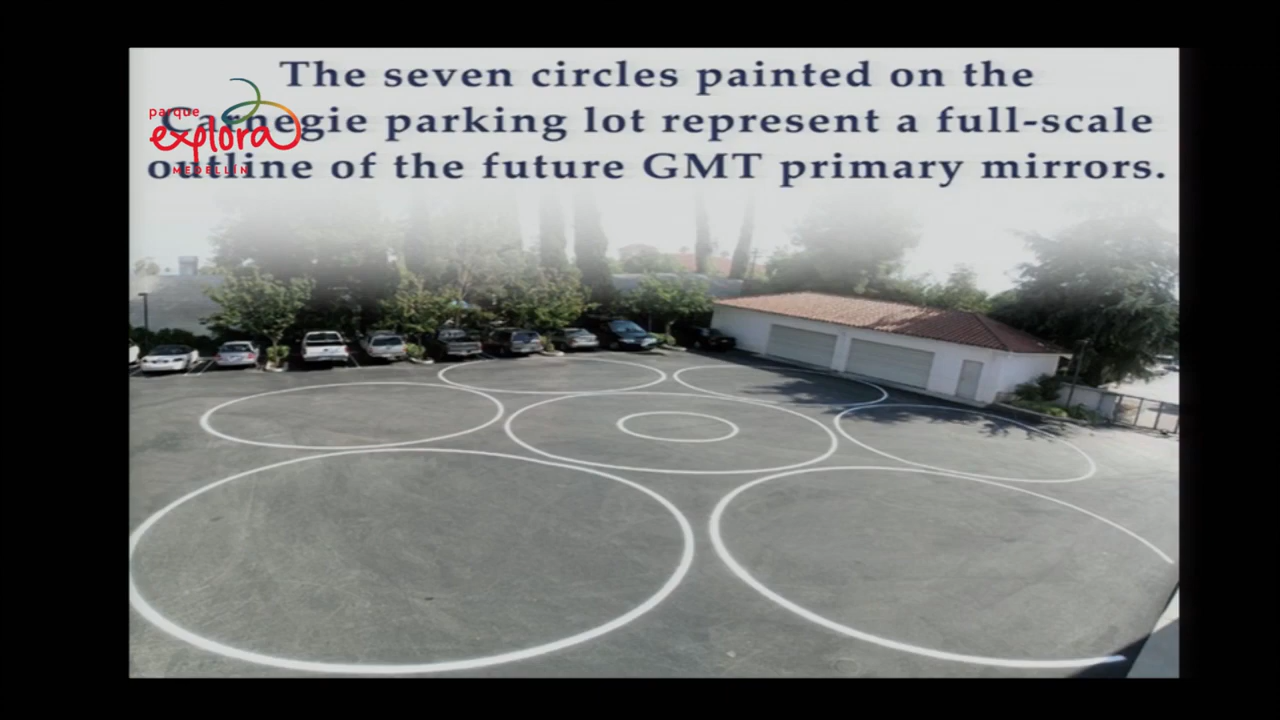 The seven circles painted on the
Carnegie parking lot represent a full-scale
outline of the future GMT primary mirrors.
parque
explora
MEDELLÍN